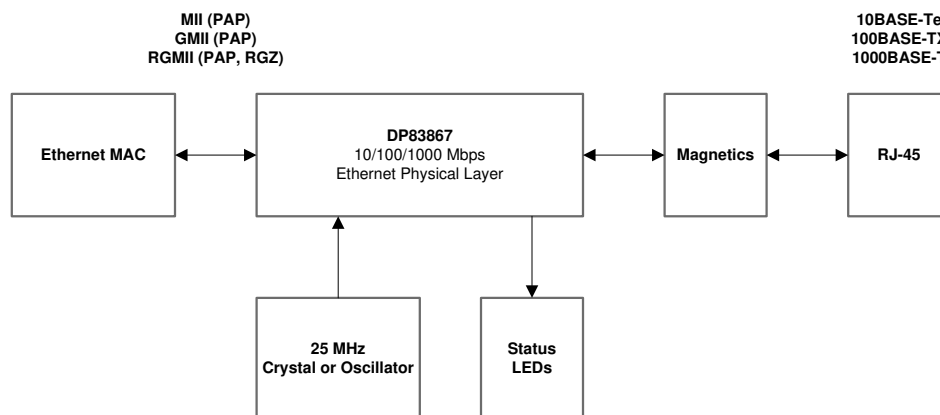 MII (PAP)
GMII (PAP)
RGMII (PAP, RGZ)
10BASE-Te
100BASE-TX
1000BASE-T
Ethernet MAC
DP83867
10/100/1000 Mbps
Ethernet Physical Layer
Magnetics
RJ-45
25 MHz
Crystal or Oscillator
Status
LEDs